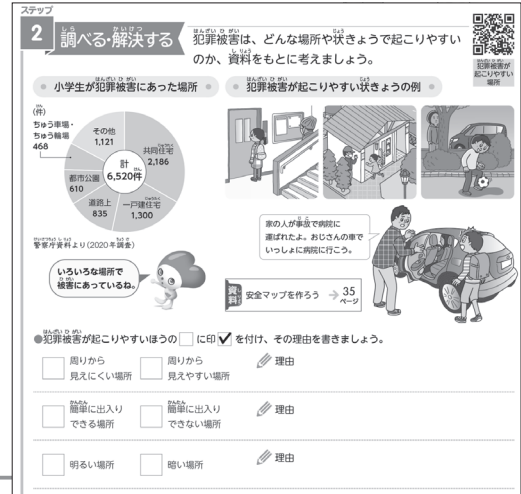 ステップ
2 調べる・解決する
犯罪被害は、どんな場所や状きょうで起こりやすい
のか、資料をもとに考えましょう。
犯罪被害が
起こりやすい
場所
小学生が犯罪被害にあった場所
犯罪被害が起こりやすい状きょうの例
(件)
ちゅう車場・
ちゅう輪場
468
その他
1,121
共同住宅
2,186
計
6,520件
都市公園
610
道路上
835
一戸建住宅
1,300
警察庁資料より(2020年調査)
いろいろな場所で
被害にあっているね。
家の人が事故で病院に
運ばれたよ。おじさんの車で
いっしょに病院に行こう。
資料 安全マップを作ろう → 35
ページ
●犯罪被害が起こりやすいほうの□に印✔を付け、その理由を書きましょう。
周りから
見えにくい場所
周りから
見えやすい場所
理由
簡単に出入り
できる場所
簡単に出入り
できない場所
理由
明るい場所
暗い場所
理由